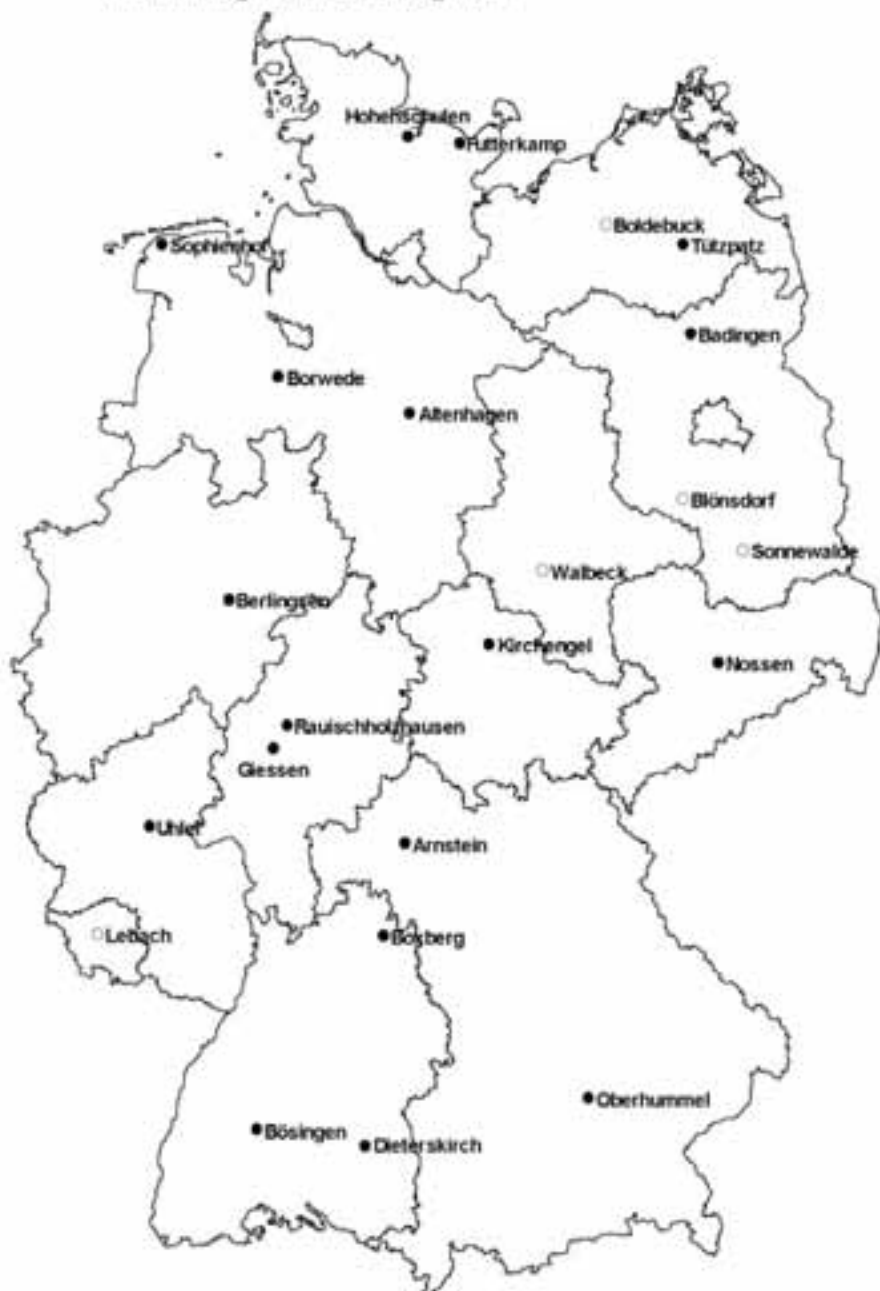 Hohenschulen
Futterkamp
Boldebuck
Sophienhof
Tützpatz
Badingen
Borwede
Altenhagen
Blönsdorf
Sonnewalde
Walbeck
Berlingsen
Kirchengel
Nossen
Rauischholzhausen
Giessen
Uhler
Arnstein
Lebach
Boxberg
Oberhummel
Bösingen
Dieterskirch